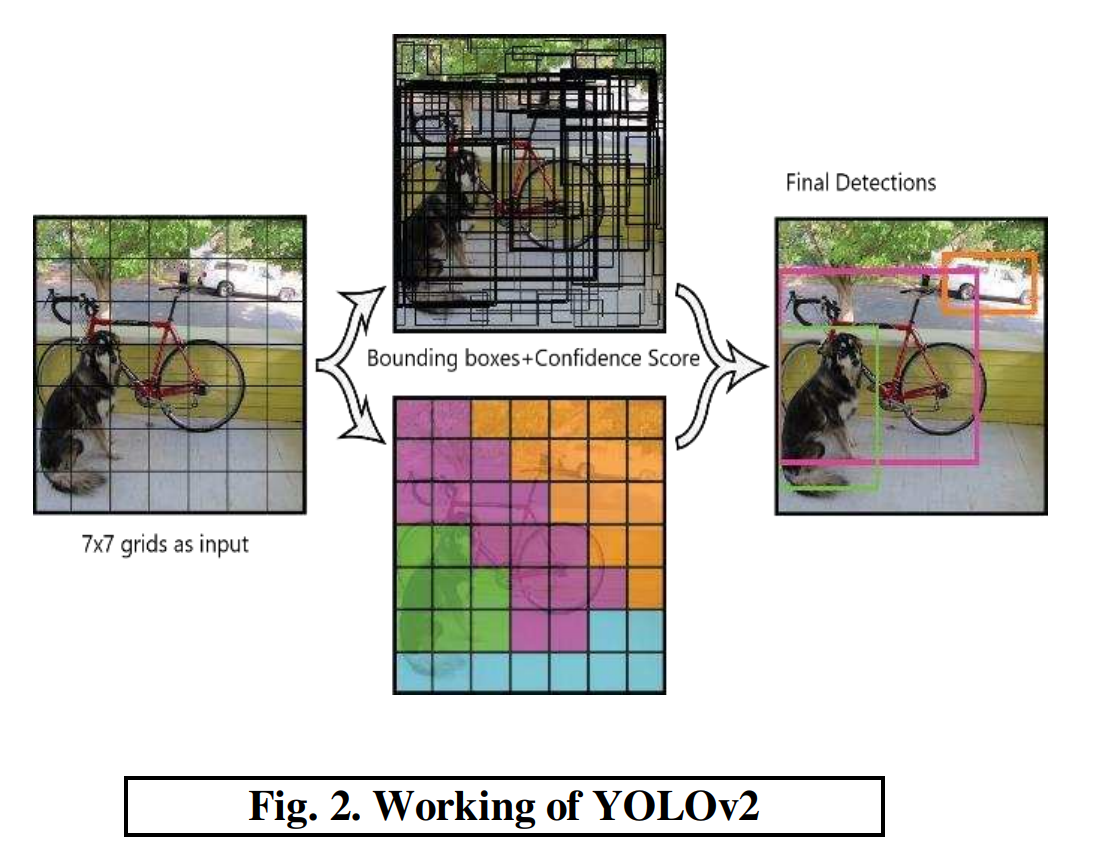 Final Detections
Bounding boxes+Confidence Score
7x7 grids as input
Fig. 2. Working of YOLOv2